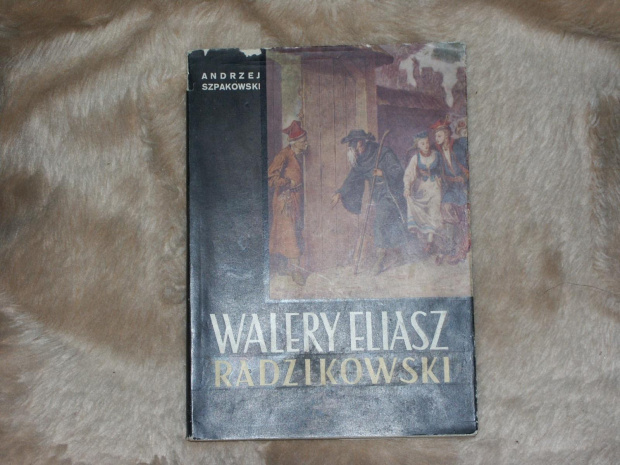 ANDRZEJ
SZPAKOWSKI
WALERY ELIASZ
RADZIKOWSKI